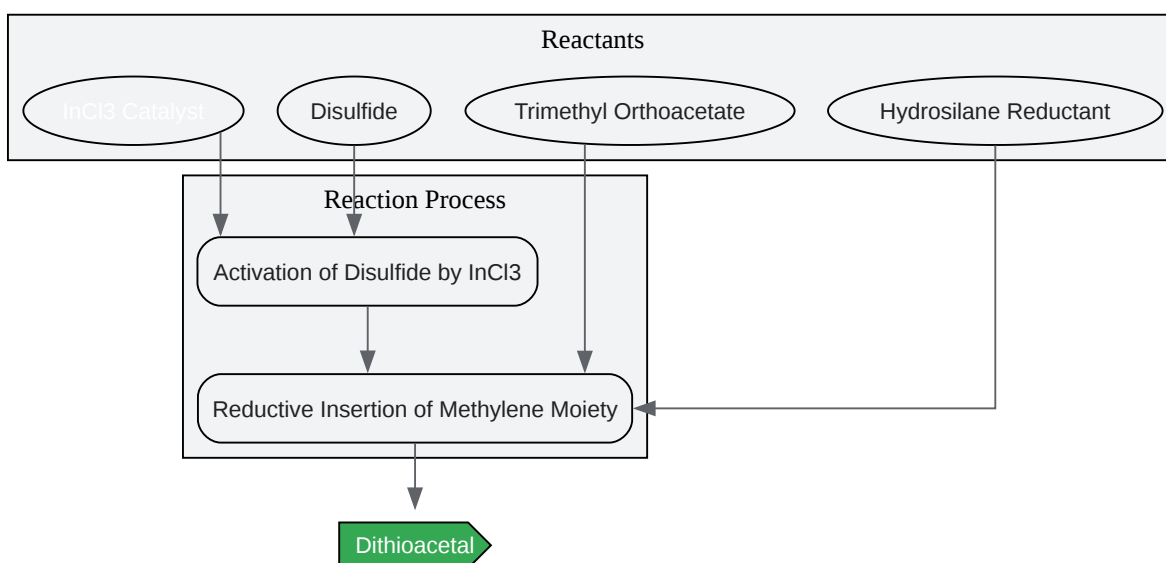 Reactants
InCl3 Catalyst
Disulfide
Trimethyl Orthoacetate
Hydrosilane Reductant
Reaction Process
Activation of Disulfide by InCl3
Reductive Insertion of Methylene Moiety
Dithioacetal